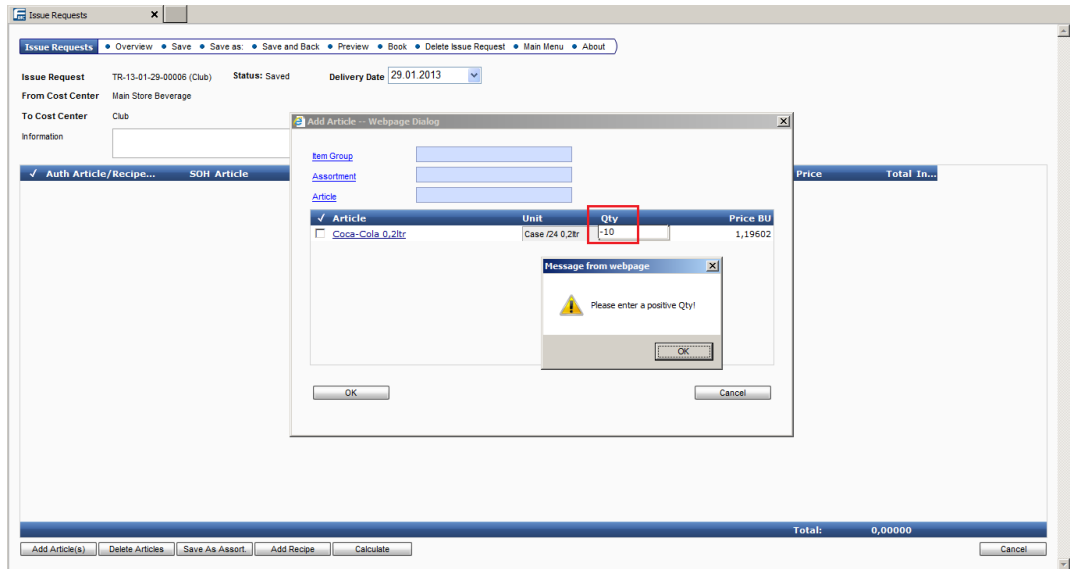 Issue Requests
Issue Requests • Overview • Save • Save as: • Save and Back • Preview • Book • Delete Issue Request • Main Menu • About
Issue Request TR-13-01-29-00006 (Club) Status: Saved Delivery Date 29.01.2013
From Cost Center Main Store Beverage
To Cost Center Club
Information
Add Article -- Webpage Dialog
Item Group
Assortment
Article
✓ Auth Article/Recipe... SOH Article Price Total In...
✓ Article Unit Qty Price BU
Coca-Cola 0,2ltr Case /24 0,2ltr -10 1,19602
Message from webpage
Please enter a positive Qty!
OK
OK Cancel
Total: 0,00000
Add Article(s) Delete Articles Save As Assort. Add Recipe Calculate Cancel